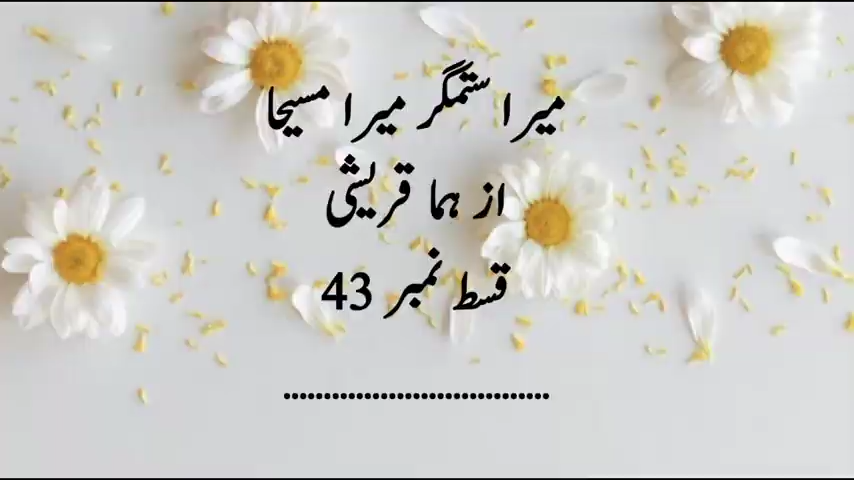 میرا ستمگر میرا مسیحا
از ہما قریشی
قسط نمبر 43
.................................